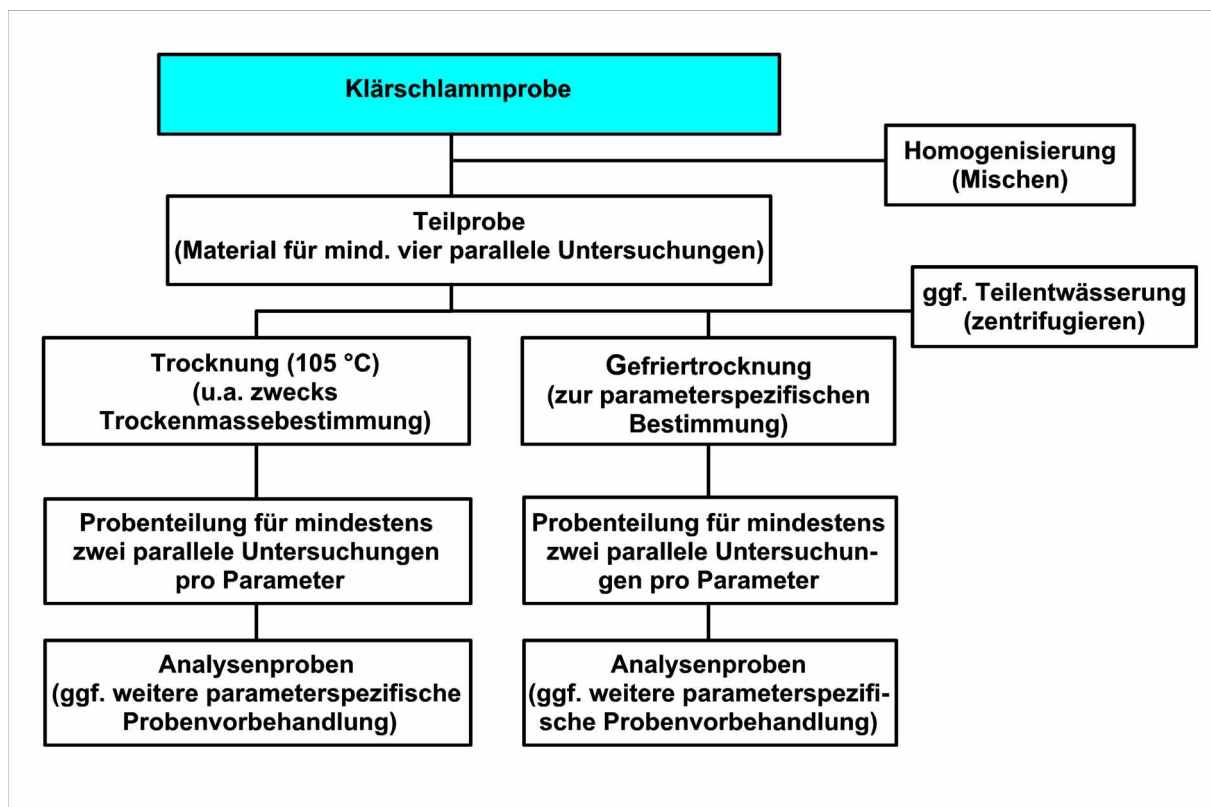 Klärschlammprobe
Homogenisierung
(Mischen)
Teilprobe
(Material für mind. vier parallele Untersuchungen)
ggf. Teilentwässerung
(zentrifugieren)
Trocknung (105 °C)
(u.a. zwecks
Trockenmassebestimmung)
Gefriertrocknung
(zur parameterspezifischen
Bestimmung)
Probenteilung für mindestens
zwei parallele Untersuchungen
pro Parameter
Probenteilung für mindestens
zwei parallele Untersuchun-
gen pro Parameter
Analysenproben
(ggf. weitere parameterspezifische
Probenvorbehandlung)
Analysenproben
(ggf. weitere parameterspezifi-
sche Probenvorbehandlung)